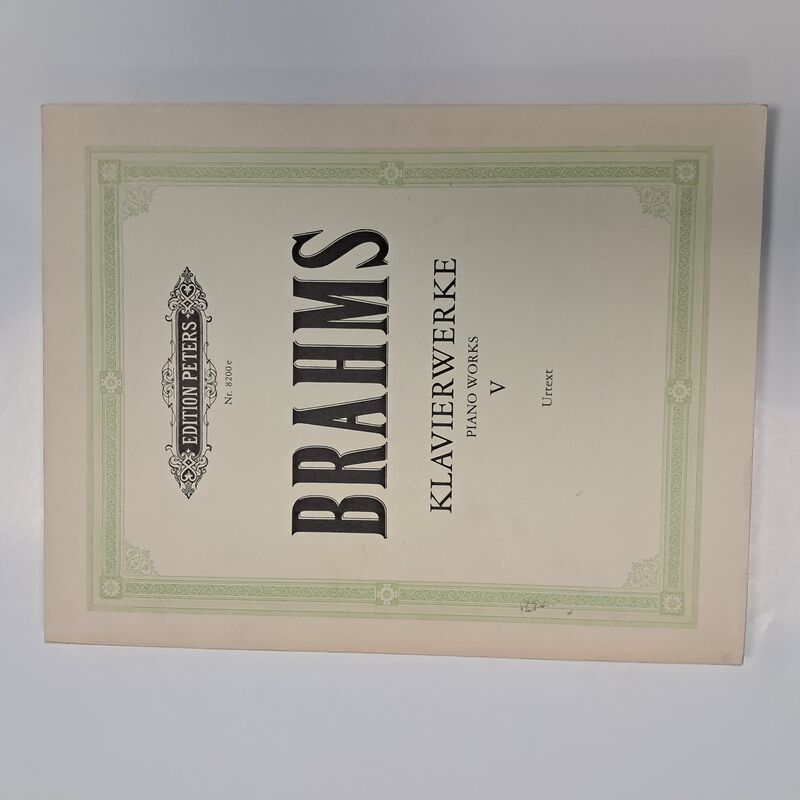 EDITION PETERS
Nr. 8200e
BRAHMS
KLAVIERWERKE
PIANO WORKS
V
Urtext